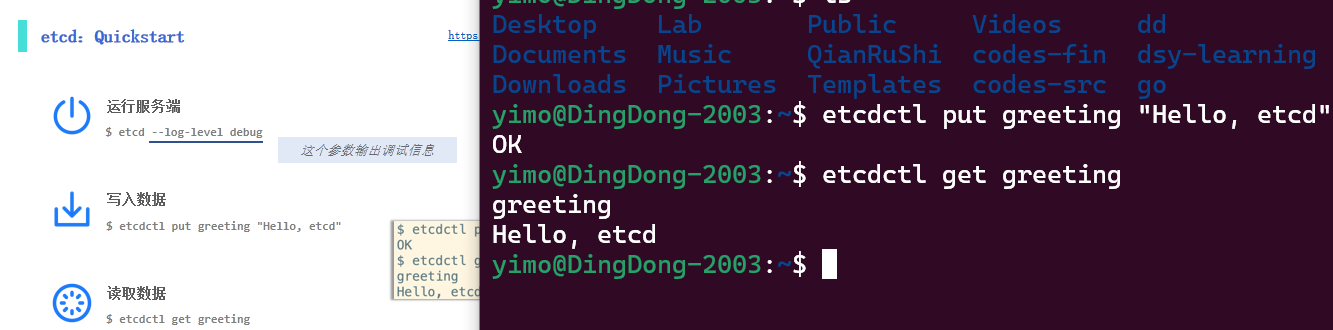 etcd: Quickstart
https
运行服务端
$ etcd --log-level debug
这个参数输出调试信息
写入数据
$ etcdctl put greeting "Hello, etcd"
$ etcdctl p
OK
$ etcdctl g
greeting
Hello, etcd
读取数据
$ etcdctl get greeting
Desktop Lab Public Videos dd
Documents Music QianRuShi codes-fin dsy-learning
Downloads Pictures Templates codes-src go
yimo@DingDong-2003:~$ etcdctl put greeting "Hello, etcd"
OK
yimo@DingDong-2003:~$ etcdctl get greeting
greeting
Hello, etcd
yimo@DingDong-2003:~$